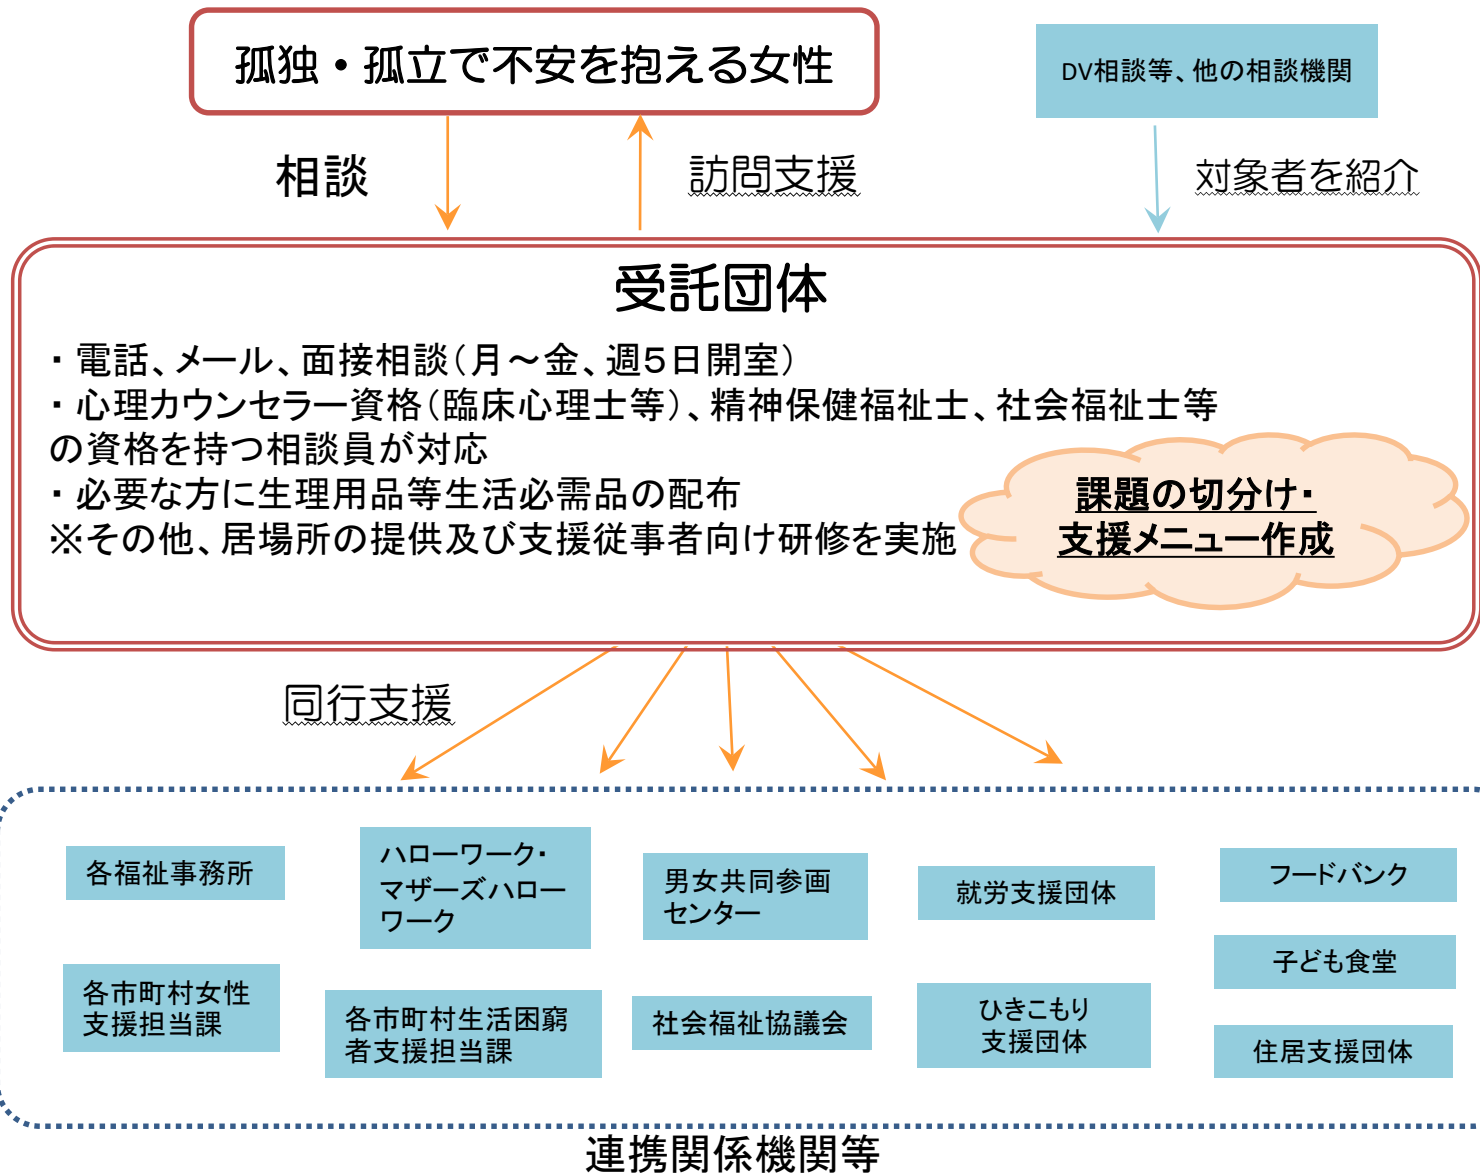 孤独・孤立で不安を抱える女性
DV相談等、他の相談機関
相談
訪問支援
対象者を紹介
受託団体
・電話、メール、面接相談（月～金、週５日開室）
・心理カウンセラー資格（臨床心理士等）、精神保健福祉士、社会福祉士等
の資格を持つ相談員が対応
・必要な方に生理用品等生活必需品の配布
※その他、居場所の提供及び支援従事者向け研修を実施
課題の切分け・
支援メニュー作成
同行支援
各福祉事務所
ハローワーク・
マザーズハロー
ワーク
男女共同参画
センター
就労支援団体
フードバンク
各市町村女性
支援担当課
各市町村生活困窮
者支援担当課
社会福祉協議会
ひきこもり
支援団体
子ども食堂
住居支援団体
連携関係機関等